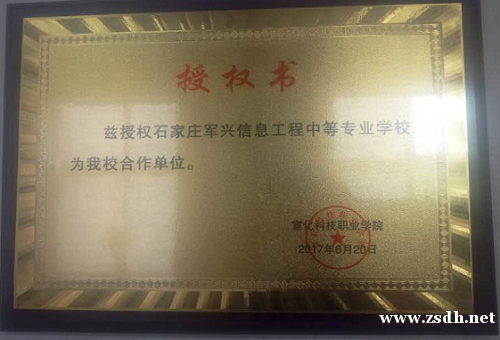 授权书
兹授权石家庄军兴信息工程中等专业学校
为我校合作单位。
宣化科技职业学院
2017年6月20日
www.zsdh.net